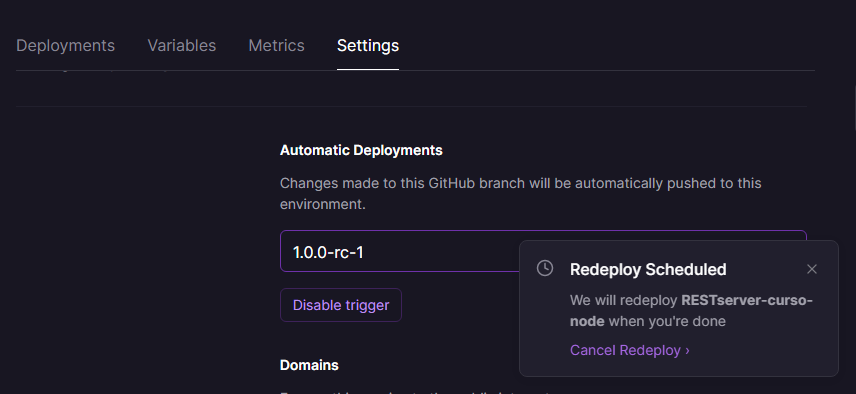 Deployments Variables Metrics Settings
Automatic Deployments
Changes made to this GitHub branch will be automatically pushed to this
environment.
1.0.0-rc-1
Disable trigger
Redeploy Scheduled
We will redeploy RESTserver-curso-
node when you're done
Cancel Redeploy ›
Domains